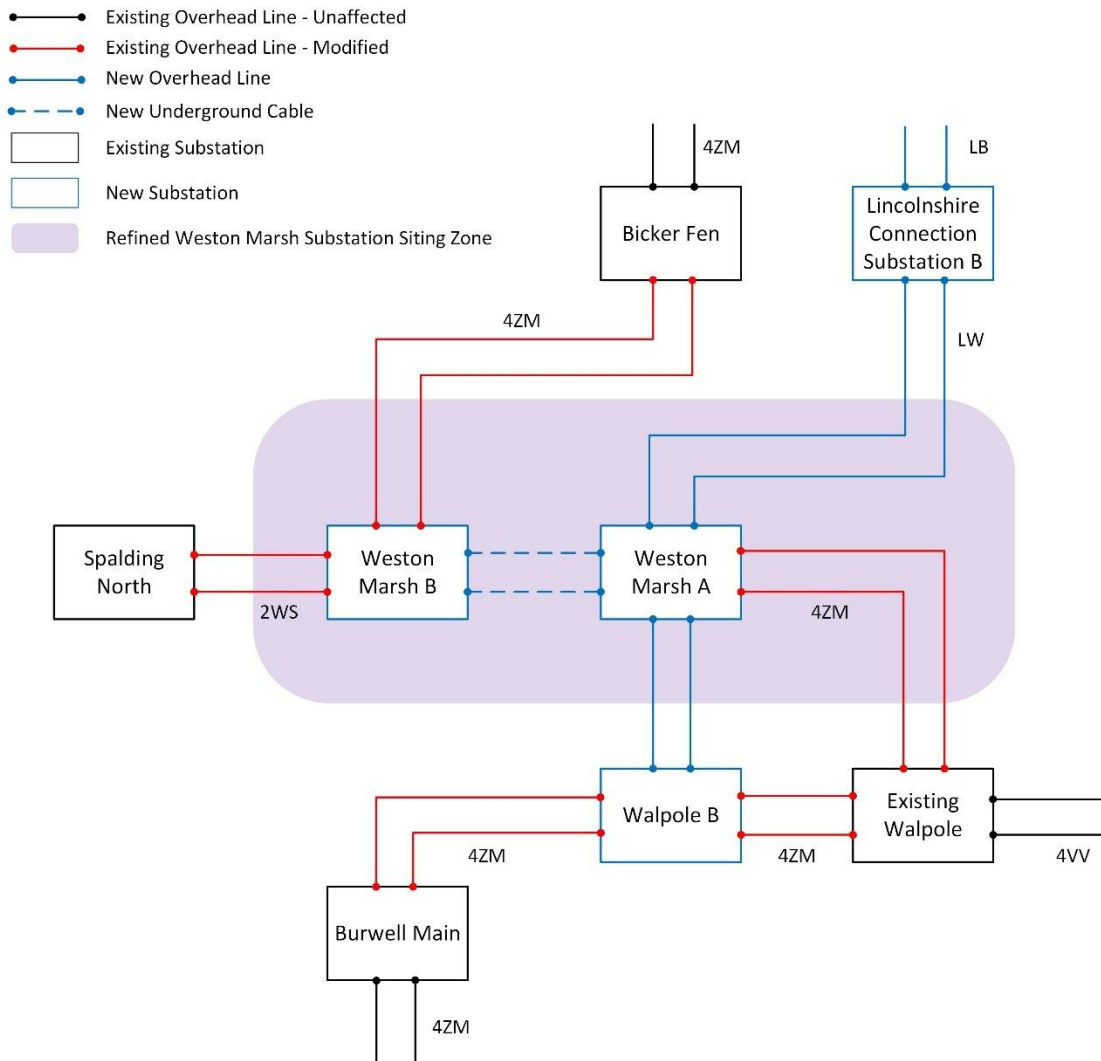 Existing Overhead Line - Unaffected
Existing Overhead Line - Modified
New Overhead Line
New Underground Cable
Existing Substation
New Substation
Refined Weston Marsh Substation Siting Zone
4ZM
LB
Bicker Fen
Lincolnshire
Connection
Substation B
4ZM
LW
Spalding
North
Weston
Marsh B
Weston
Marsh A
2WS
4ZM
Walpole B
Existing
Walpole
4ZM
4ZM
4VV
Burwell Main
4ZM